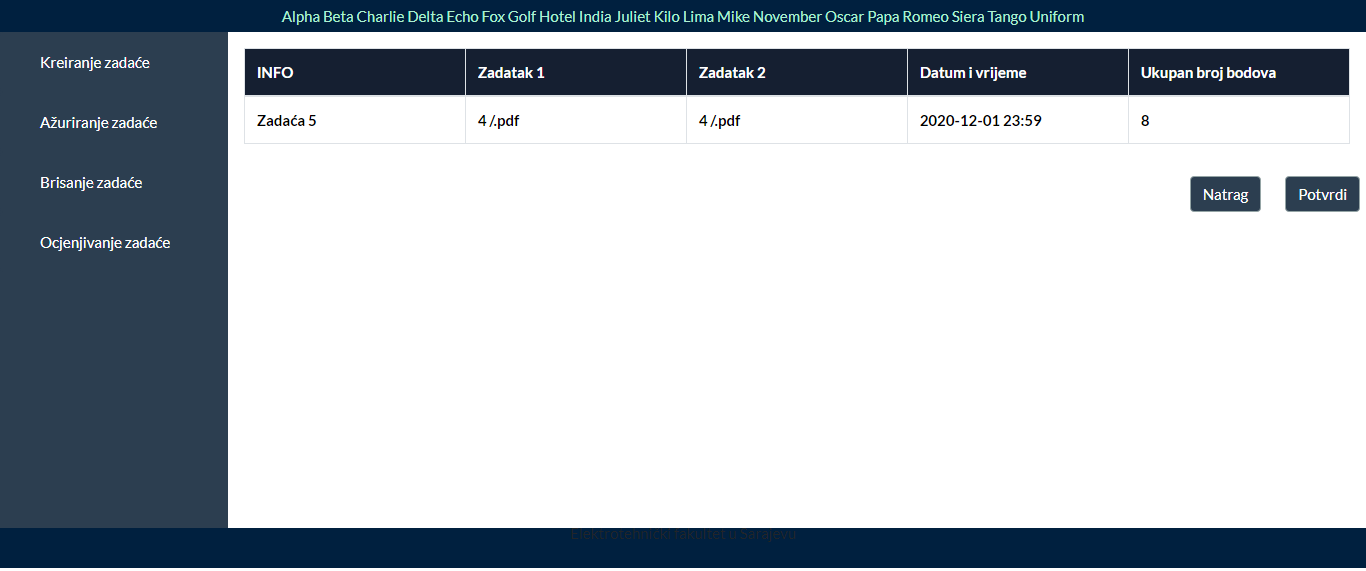 Alpha Beta Charlie Delta Echo Fox Golf Hotel India Juliet Kilo Lima Mike November Oscar Papa Romeo Siera Tango Uniform
Kreiranje zadaće
Ažuriranje zadaće
Brisanje zadaće
Ocjenjivanje zadaće
INFO Zadatak 1 Zadatak 2 Datum i vrijeme Ukupan broj bodova
Zadaća 5 4 /.pdf 4 /.pdf 2020-12-01 23:59 8
Natrag Potvrdi
Elektrotehnički fakultet u Sarajevu